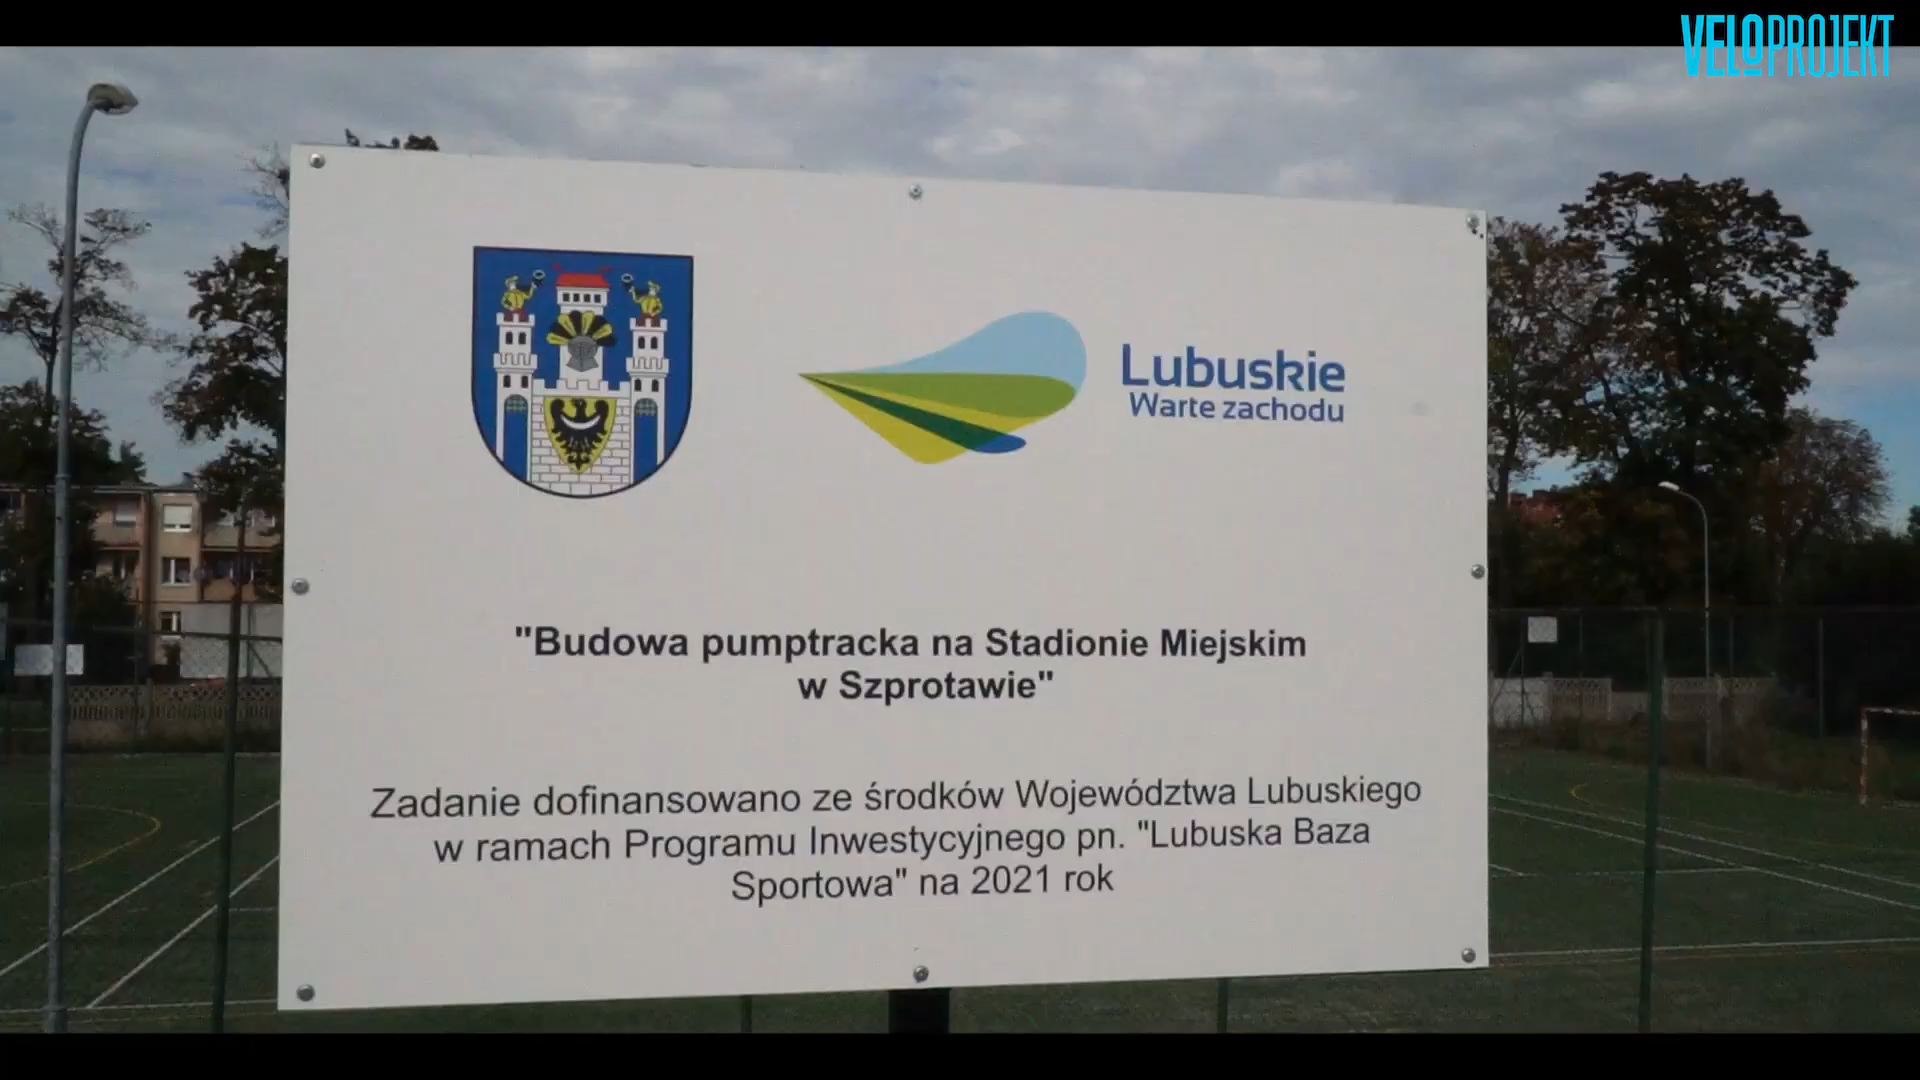 VELOPROJEKT
Lubuskie
Warte zachodu
"Budowa pumptracka na Stadionie Miejskim
w Szprotawie"
Zadanie dofinansowano ze środków Województwa Lubuskiego
w ramach Programu Inwestycyjnego pn. "Lubuska Baza
Sportowa" na 2021 rok